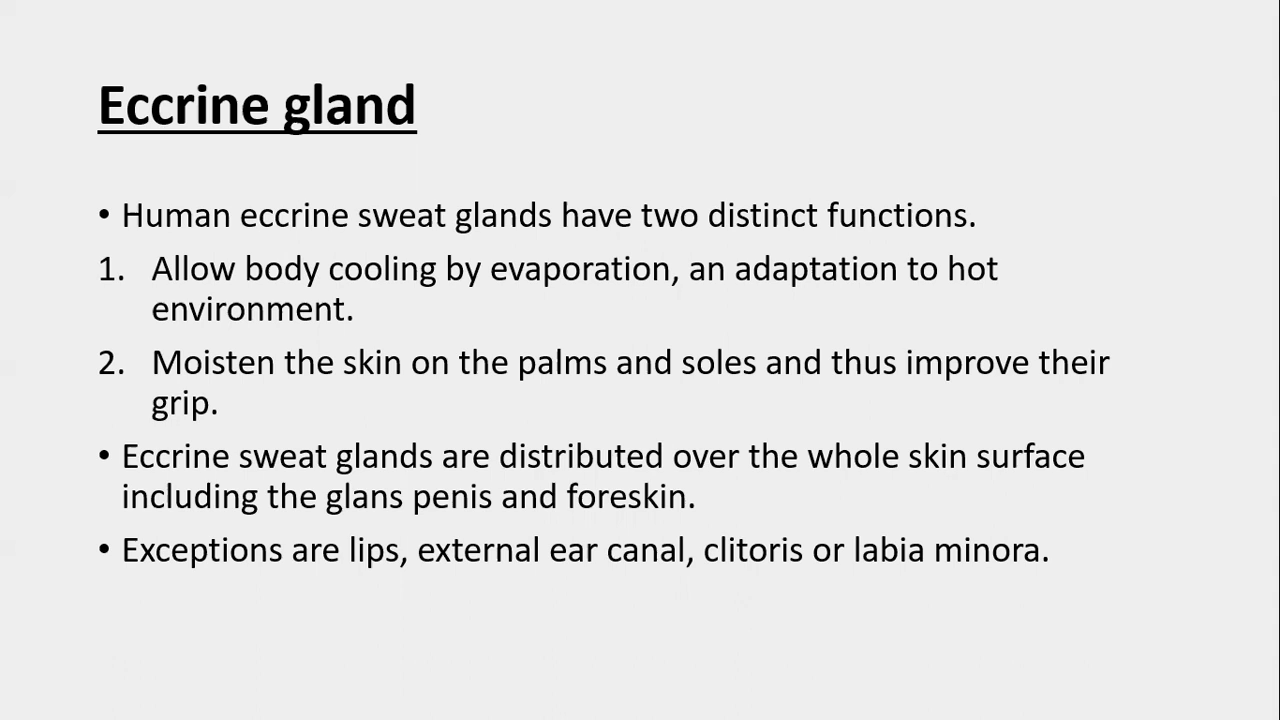 Eccrine gland
• Human eccrine sweat glands have two distinct functions.
1. Allow body cooling by evaporation, an adaptation to hot
environment.
2. Moisten the skin on the palms and soles and thus improve their
grip.
• Eccrine sweat glands are distributed over the whole skin surface
including the glans penis and foreskin.
• Exceptions are lips, external ear canal, clitoris or labia minora.